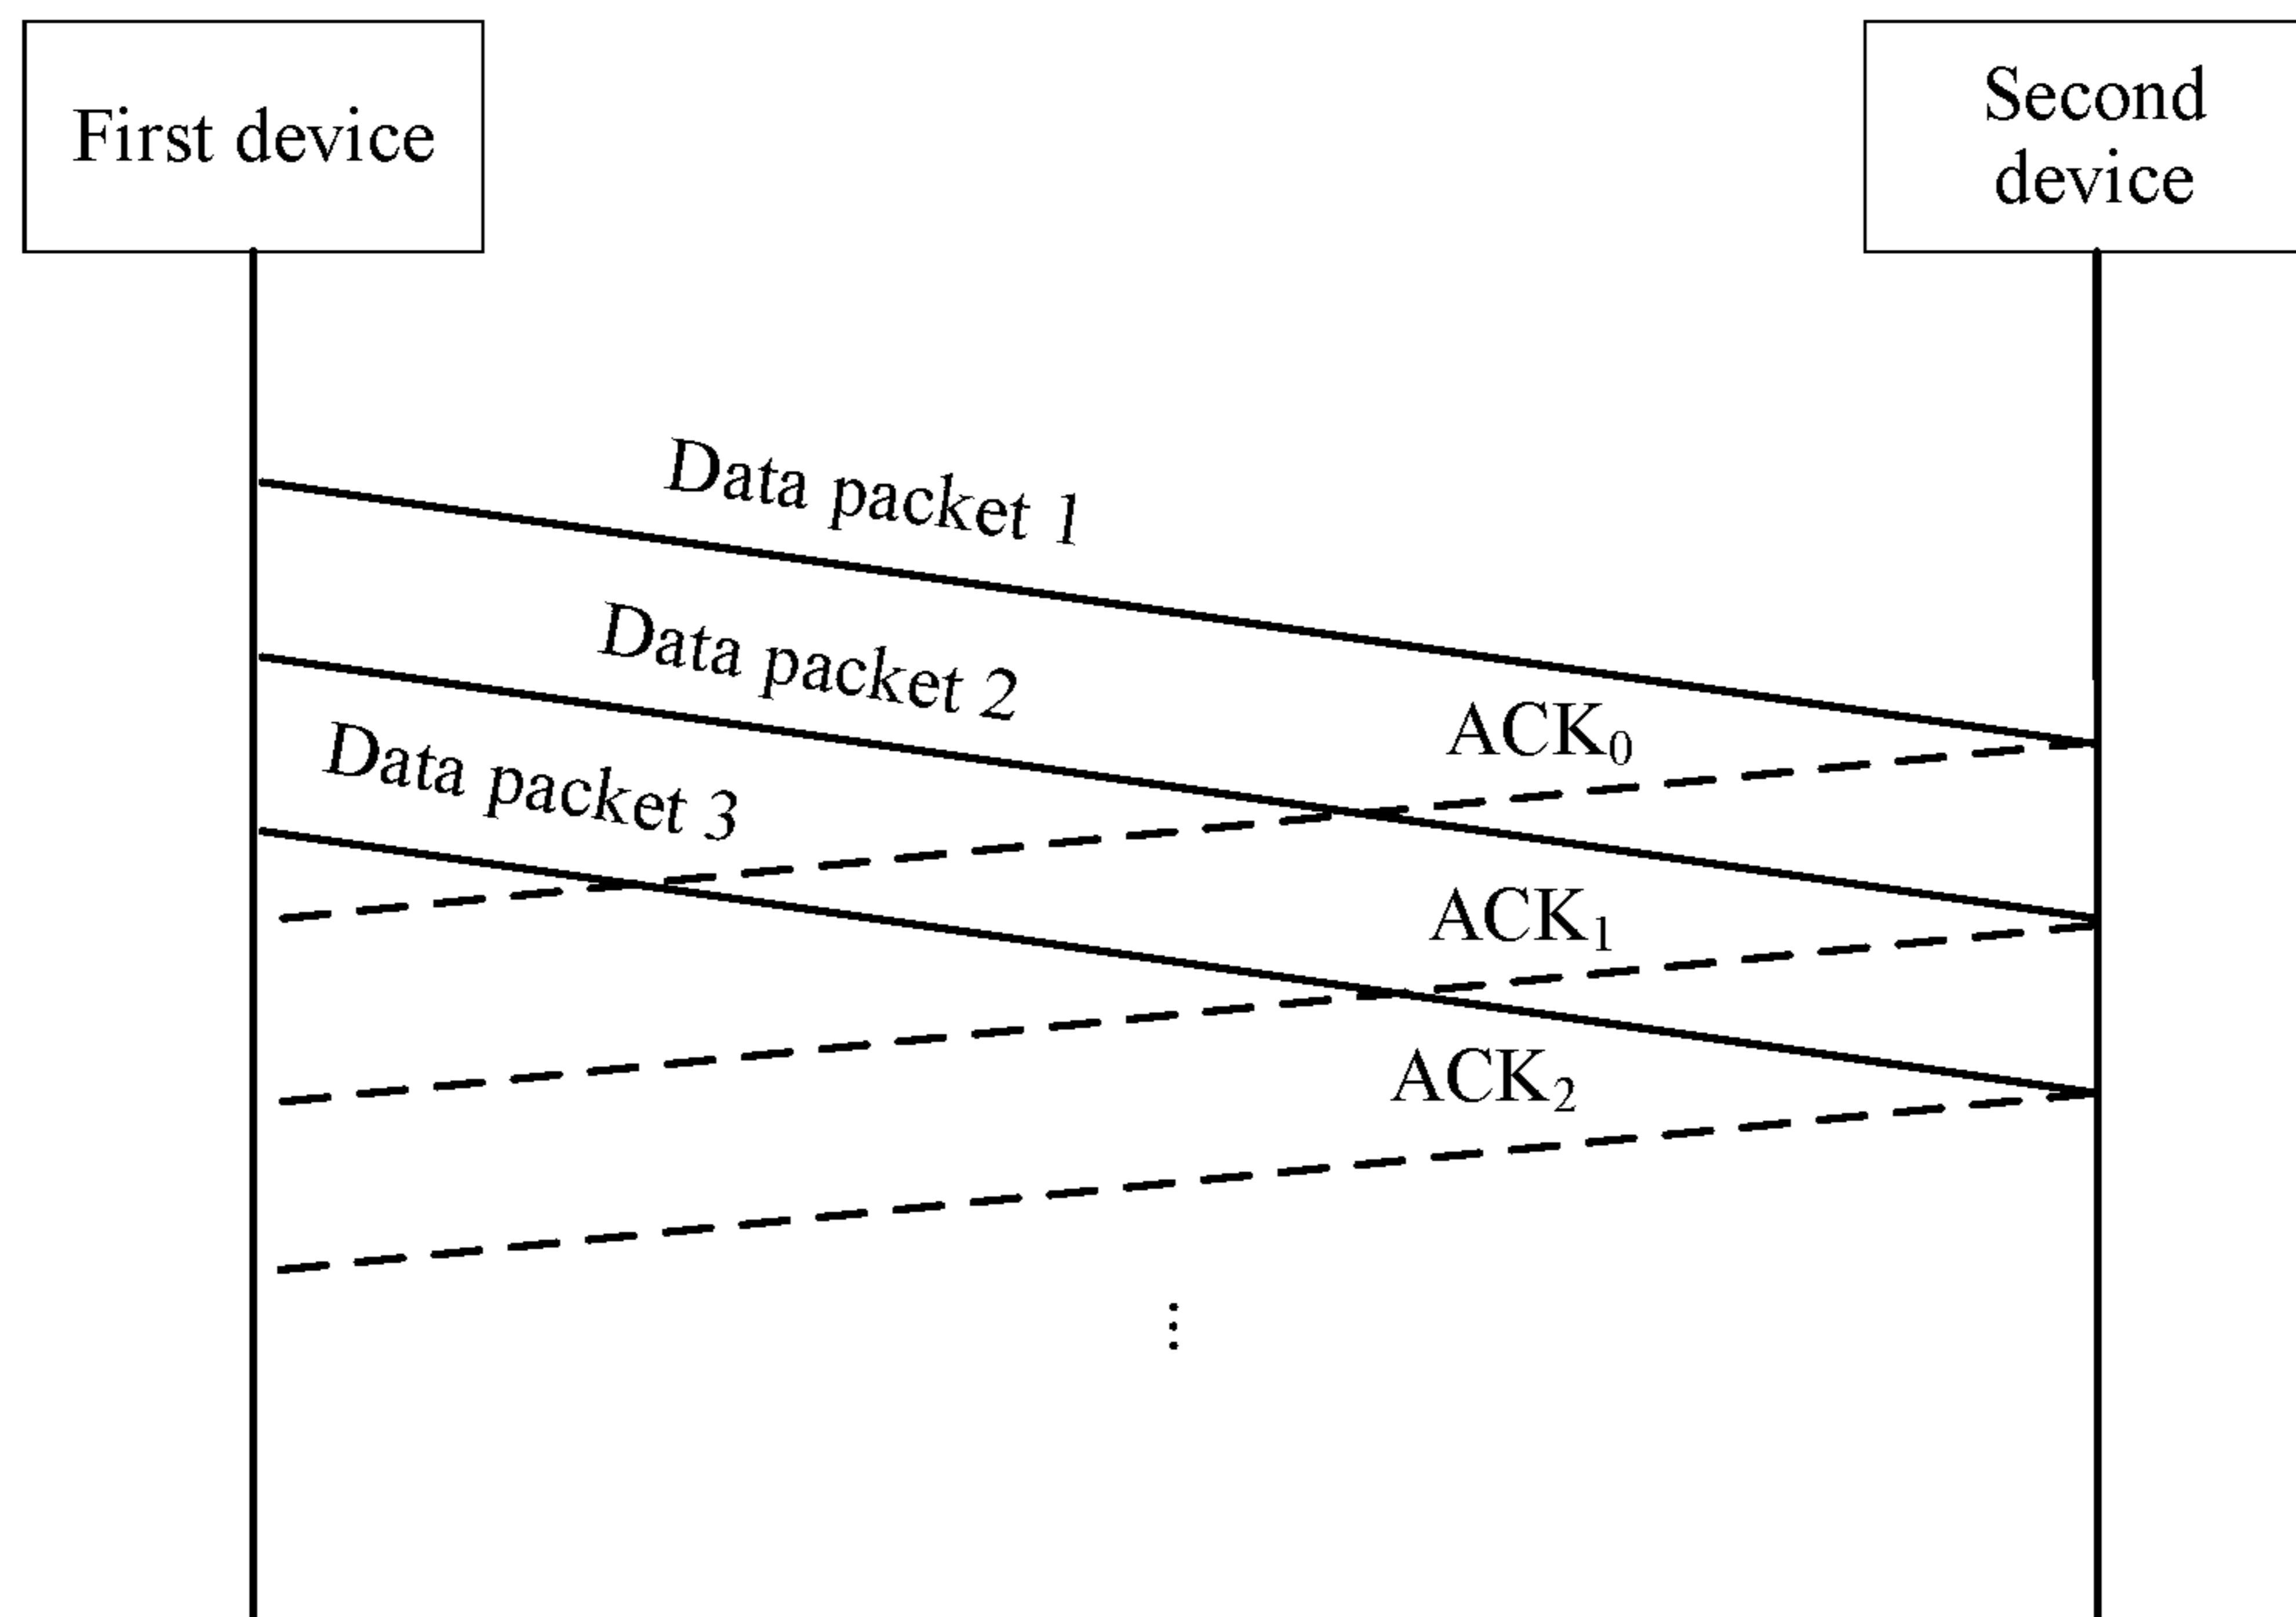 First device
Second
device
Data packet 1
Data packet 2
ACK₀
Data packet 3
ACK₁
ACK₂
⋮